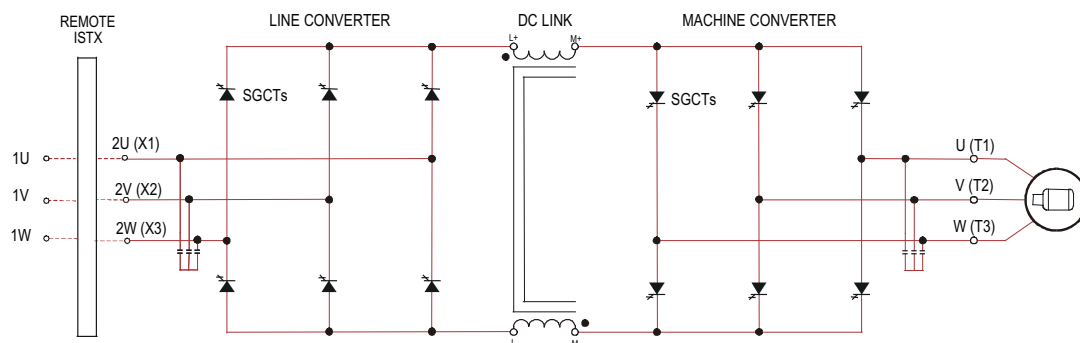 REMOTE
ISTX
LINE CONVERTER
DC LINK
MACHINE CONVERTER
L+
M+
SGCTs
SGCTs
1U
2U (X1)
U (T1)
1V
2V (X2)
V (T2)
1W
2W (X3)
W (T3)